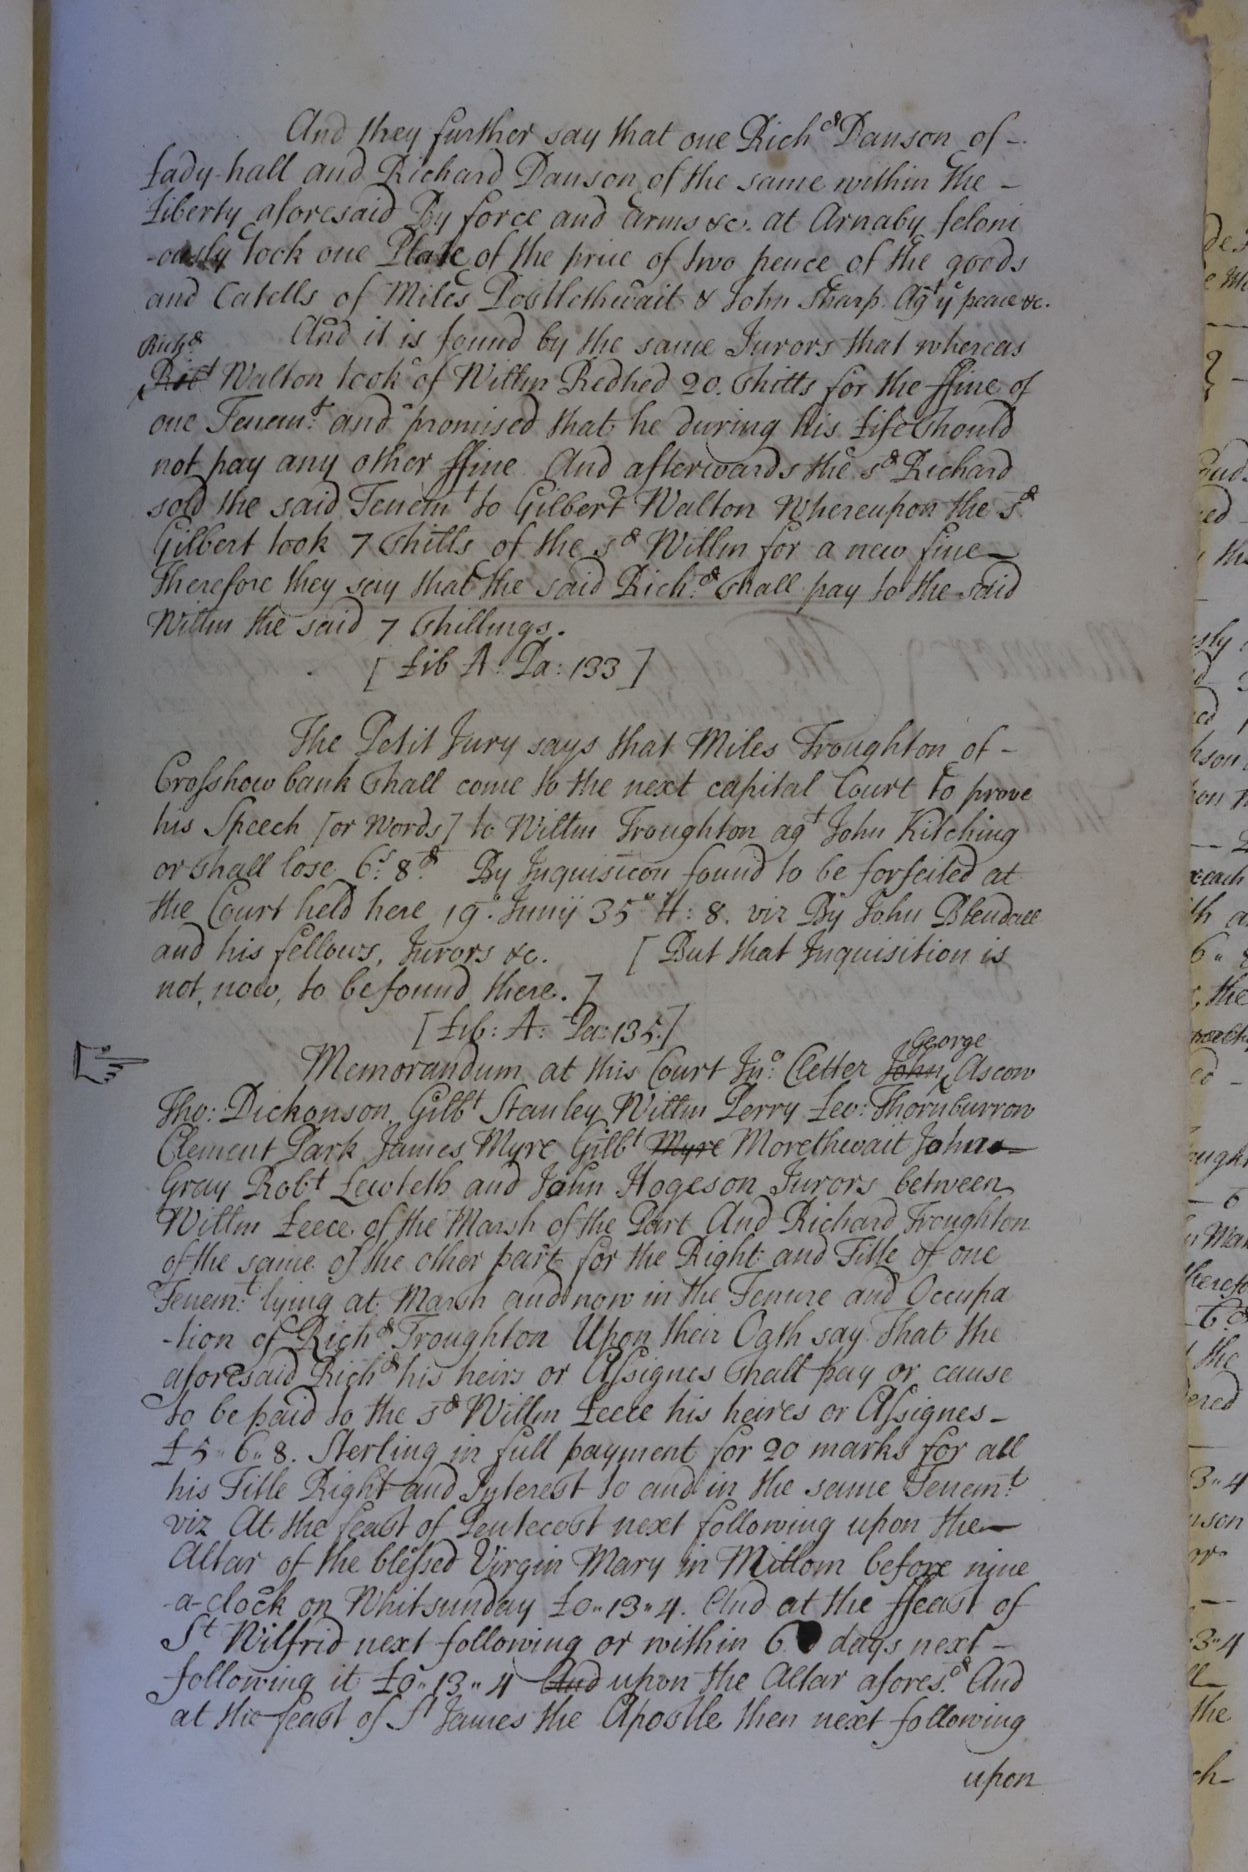 And they further say that one Richd Danson of -
Lady-hall and Richard Danson of the same within the -
Liberty aforesaid By force and arms &c. at Arnaby feloni
-ously took one Plate of the price of two pence of the goods
and Catells of Miles Postlethwait & John Sharp. Agt ye peace &c.
And it is found by the same Jurors that whereas
Richd
Robt Walton took of Willm Redhed 20. Shills for the ffine of
one Tenemt. and promised that he during his Life should
not pay any other ffine. And afterwards the sd Richard
sold the said Tenemt to Gilbert Walton Whereupon the sd
Gilbert took 7 Shills of the sd Willm for a new fine -
Therefore they say that the said Richd. Shall pay to the said
Willm the said 7 Shillings.
[Lib A: Pa: 133]
The Petit Jury says that Miles Troughton of -
Crosshow bank Shall come to the next capital Court to prove
his Speech [or Words] to Willm Troughton agt John Kitching
or shall lose 6s. 8d. By Inquisicon found to be forfeited at
the Court held here 19o. Junij 35o H: 8. viz By John Blendall
and his fellows, Jurors &c. [But that Inquisition is
not, now, to be found there.]
[Lib: A: Pa: 135.]
George
Memorandum at this Court Jno. Cletter John Ascow
Tho: Dickonson Gilbt Stanley Willm Perry Leo: Thornburrow
Clement Park James Myre Gilbt Myre Morethwait John -
Gray Robt Lewteth and John Hogeson Jurors between
Willm Leece of the Marsh of the Part And Richard Troughton
of the same of the other part for the Right and Title of one
Tenemt. lying at Marsh and now in the Tenure and Occupa
-tion of Richd Troughton Upon their Oath say That the
aforesaid Richd his heirs or Assignes Shall pay or cause
to be paid to the sd Willm Leece his heires or Assignes -
£5 " 6 " 8. Sterling in full payment for 20 marks for all
his Title Right and Interest to and in the same Tenemt.
viz At the feast of Pentecost next following upon the -
Altar of the blessed Virgin Mary in Millom before nine
-a-clock on Whitsunday £0 " 13 " 4. And at the ffeast of
St Wilfrid next following or within 6 days next -
following it £0 " 13 " 4 And upon the Altar aforesd. And
at the feast of St James the Apostle then next following
upon